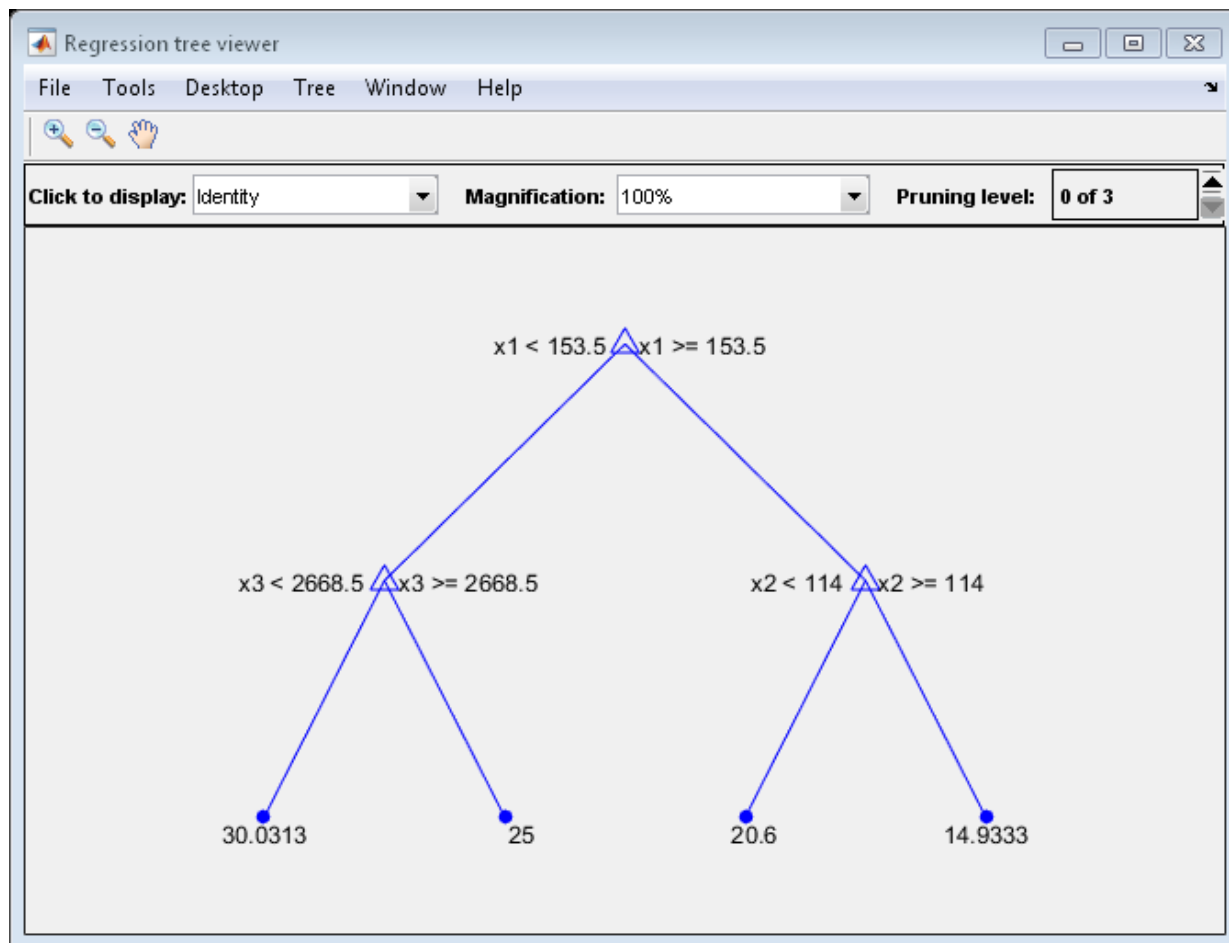 Regression tree viewer
File Tools Desktop Tree Window Help
Click to display: Identity Magnification: 100% Pruning level: 0 of 3
x1 < 153.5 x1 >= 153.5
x3 < 2668.5 x3 >= 2668.5 x2 < 114 x2 >= 114
30.0313 25 20.6 14.9333